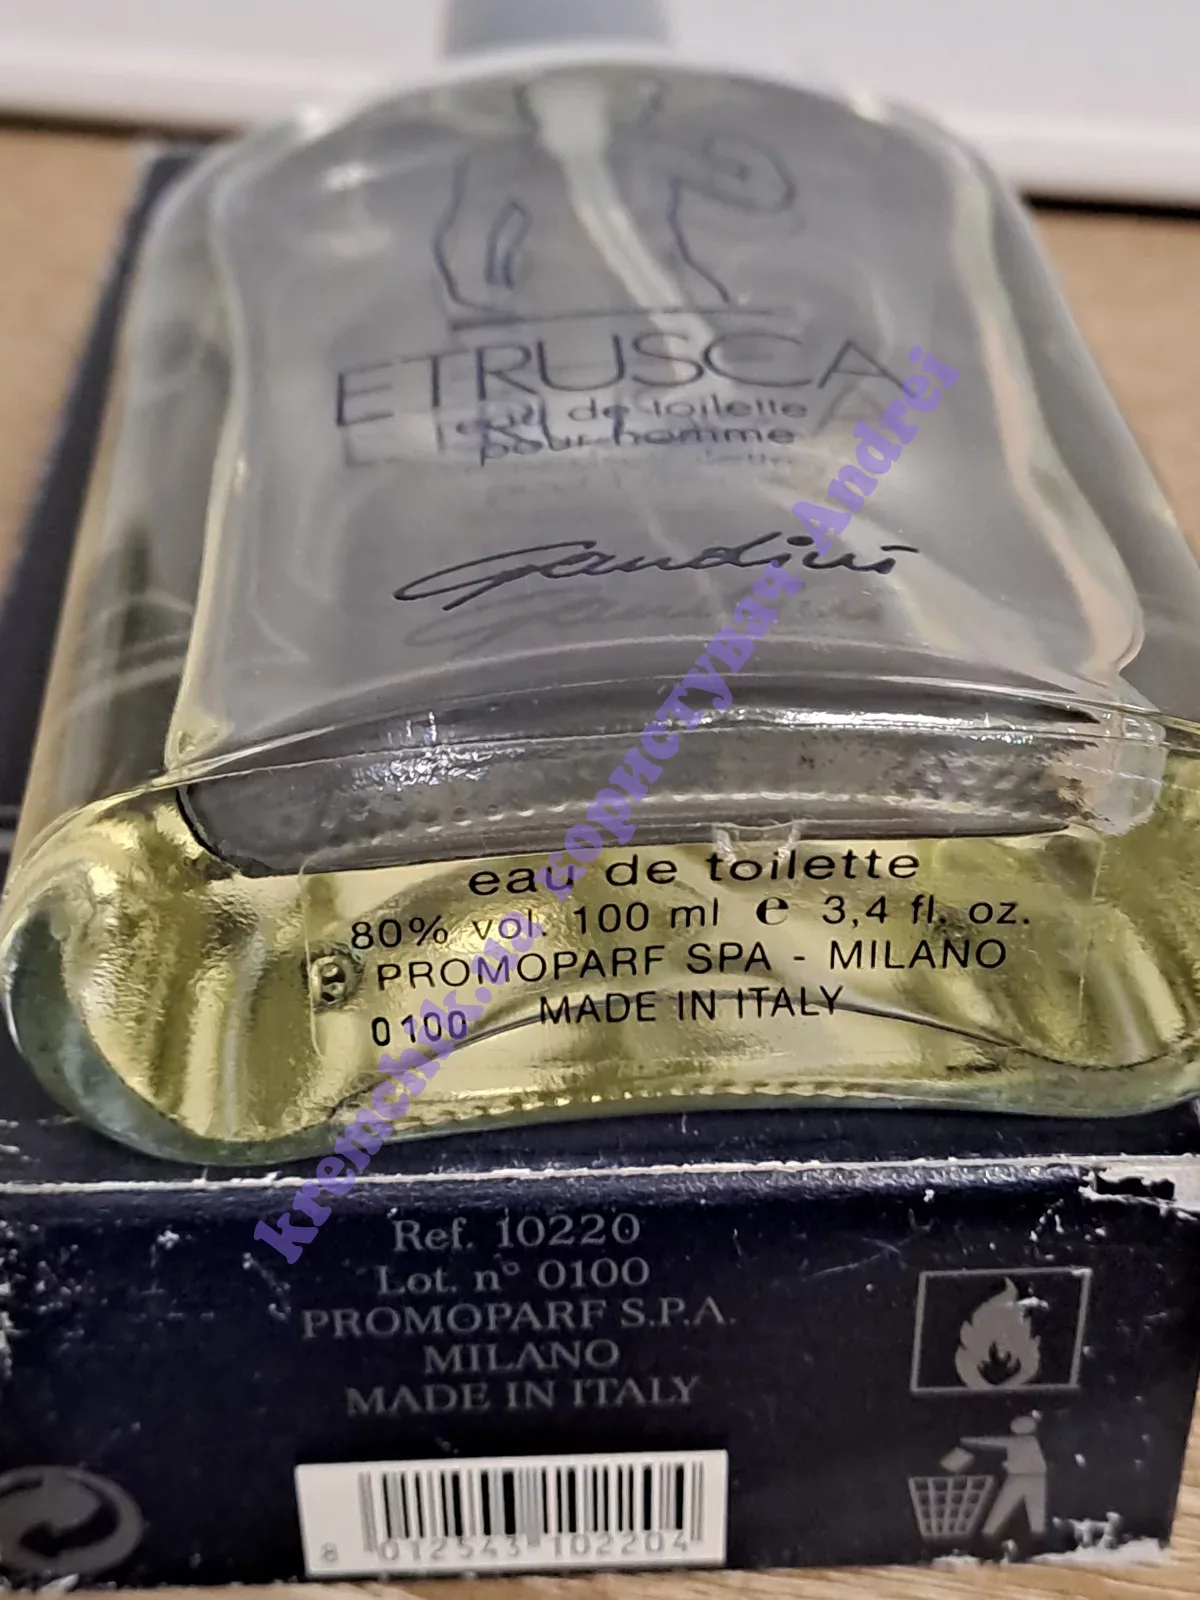 ETRUSCA
eau de toilette
pour homme
Gandini
eau de toilette
80% vol. 100 ml ℮ 3,4 fl. oz.
PROMOPARF SPA - MILANO
0100 MADE IN ITALY
Ref. 10220
Lot. n° 0100
PROMOPARF S.P.A.
MILANO
MADE IN ITALY
8 012543 102204
kremchk.ua користувач Andrei